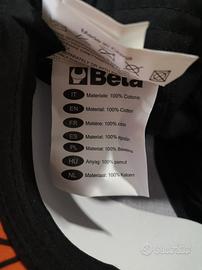 Beta
IT Materiale: 100% Cotone
EN Material: 100% Cotton
FR Matière: 100% coton
ES Material: 100% Algodón
PL Materiał: 100% Bawełna
HU Anyag: 100% pamut
NL Materiaal: 100% Katoen
subito